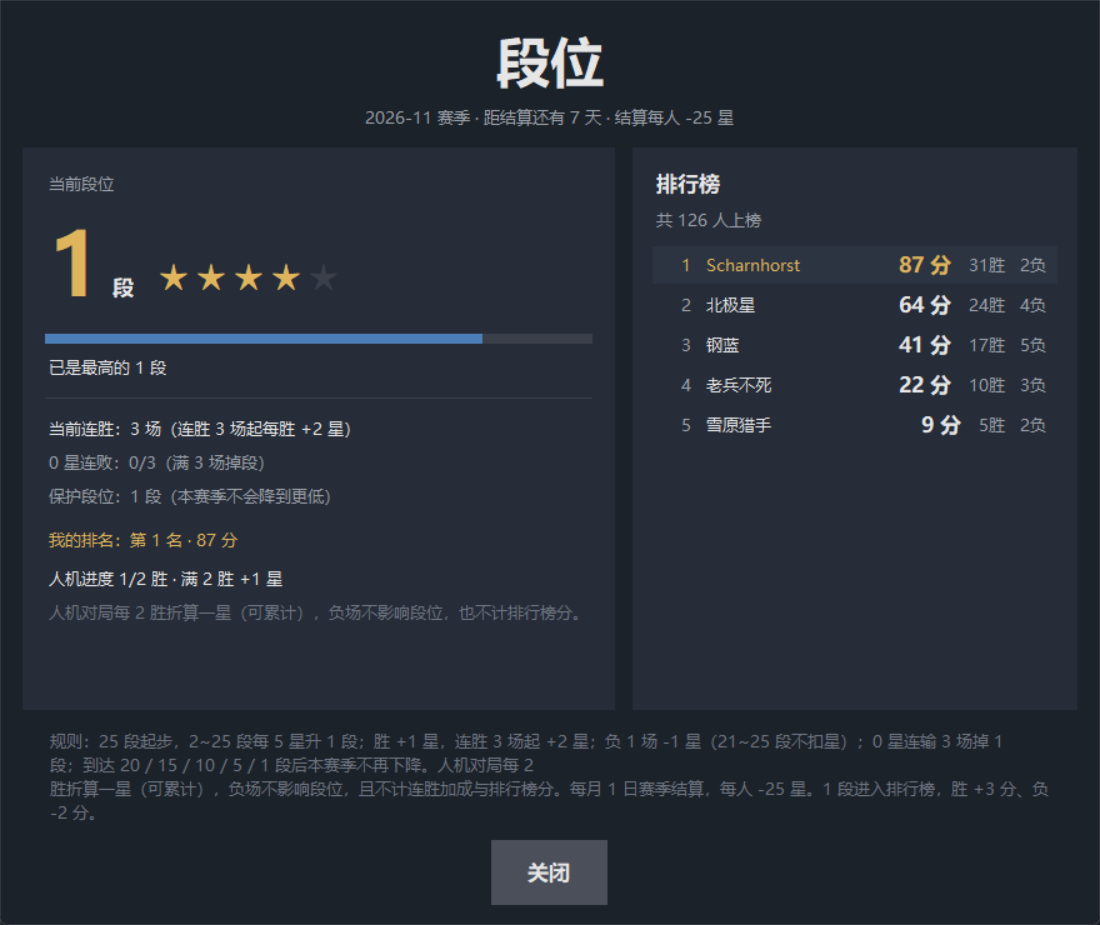 段位
2026-11 赛季 · 距结算还有 7 天 · 结算每人 -25 星
当前段位
1 段 ★ ★ ★ ★ ★
已是最高的 1 段
当前连胜：3 场（连胜 3 场起每胜 +2 星）
0 星连败：0/3（满 3 场掉段）
保护段位：1 段（本赛季不会降到更低）
我的排名：第 1 名 · 87 分
人机进度 1/2 胜 · 满 2 胜 +1 星
人机对局每 2 胜折算一星（可累计），负场不影响段位，也不计排行榜分。
排行榜
共 126 人上榜
1 Scharnhorst 87 分 31胜 2负
2 北极星 64 分 24胜 4负
3 钢蓝 41 分 17胜 5负
4 老兵不死 22 分 10胜 3负
5 雪原猎手 9 分 5胜 2负
规则：25 段起步，2~25 段每 5 星升 1 段；胜 +1 星，连胜 3 场起 +2 星；负 1 场 -1 星（21~25 段不扣星）；0 星连输 3 场掉 1
段；到达 20 / 15 / 10 / 5 / 1 段后本赛季不再下降。人机对局每 2
胜折算一星（可累计），负场不影响段位，且不计连胜加成与排行榜分。每月 1 日赛季结算，每人 -25 星。1 段进入排行榜，胜 +3 分、负
-2 分。
关闭